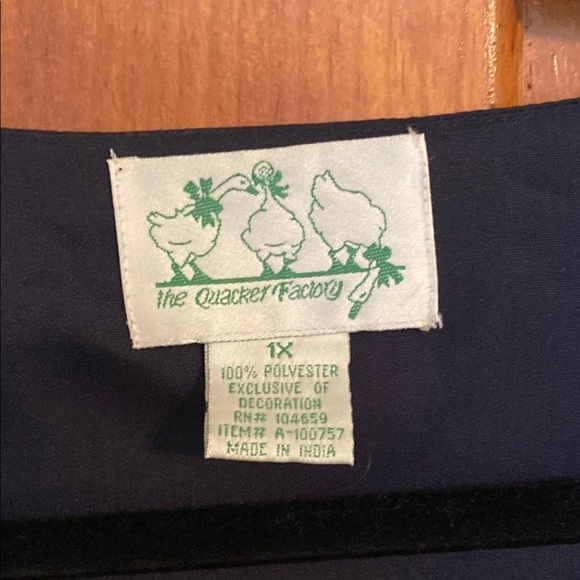 the Quacker Factory
1X
100% POLYESTER
EXCLUSIVE OF
DECORATION
RN# 104659
ITEM# A-100757
MADE IN INDIA